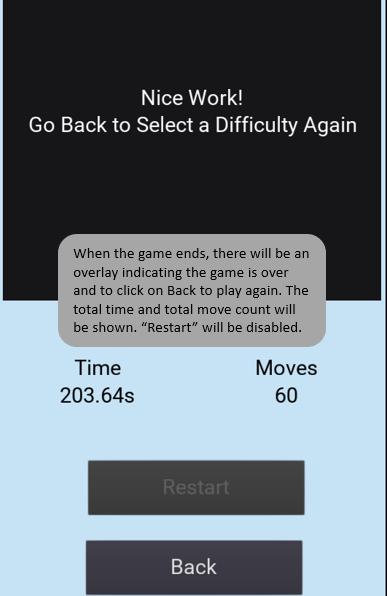 Nice Work!
Go Back to Select a Difficulty Again
When the game ends, there will be an
overlay indicating the game is over
and to click on Back to play again. The
total time and total move count will
be shown. “Restart” will be disabled.
Time
Moves
203.64s
60
Restart
Back